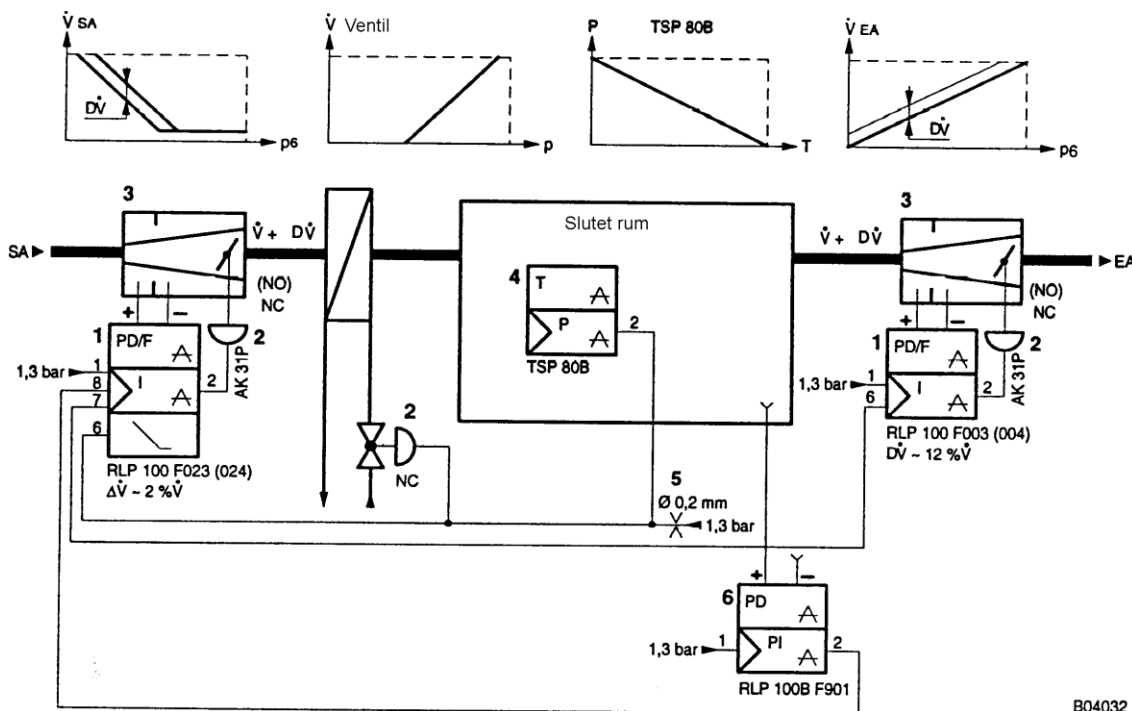 V̇ SA
DV̇
p6
V̇ Ventil
p
P TSP 80B
T
V̇ EA
DV̇
p6
3
SA
V̇ + DV̇
(NO)
NC
+ −
1
PD/F
2
AK 31P
1,3 bar
1
8
7
6
I
2
RLP 100 F023 (024)
ΔV̇ ~ 2 %V̇
2
NC
Slutet rum
4
T
P
2
TSP 80B
5
Ø 0,2 mm
1,3 bar
3
V̇ + DV̇
EA
(NO)
NC
+ −
1
PD/F
2
AK 31P
1,3 bar
1
6
I
2
RLP 100 F003 (004)
DV̇ ~ 12 %V̇
+ −
6
PD
1,3 bar
1
PI
2
RLP 100B F901
B04032